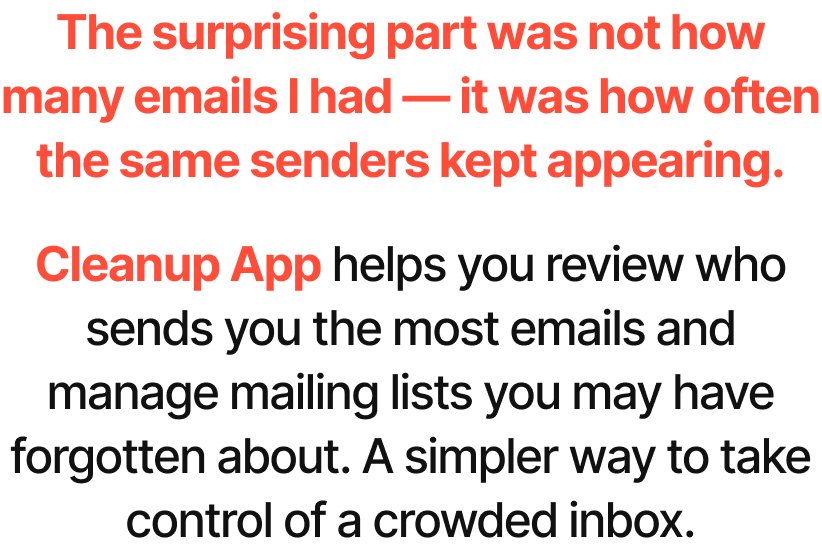 The surprising part was not how
many emails I had — it was how often
the same senders kept appearing.
Cleanup App helps you review who
sends you the most emails and
manage mailing lists you may have
forgotten about. A simpler way to take
control of a crowded inbox.